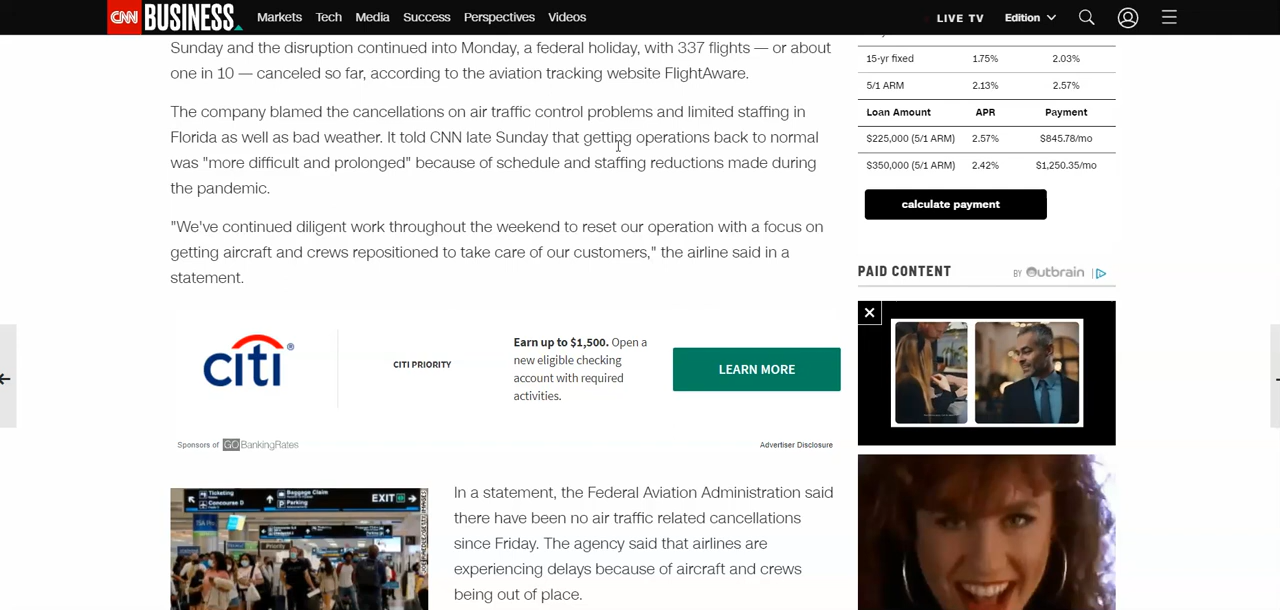 CNN BUSINESS Markets Tech Media Success Perspectives Videos LIVE TV Edition
Sunday and the disruption continued into Monday, a federal holiday, with 337 flights — or about
one in 10 — canceled so far, according to the aviation tracking website FlightAware.
The company blamed the cancellations on air traffic control problems and limited staffing in
Florida as well as bad weather. It told CNN late Sunday that getting operations back to normal
was "more difficult and prolonged" because of schedule and staffing reductions made during
the pandemic.
"We've continued diligent work throughout the weekend to reset our operation with a focus on
getting aircraft and crews repositioned to take care of our customers," the airline said in a
statement.
citi
CITI PRIORITY
Earn up to $1,500. Open a
new eligible checking
account with required
activities.
LEARN MORE
Sponsors of GOBankingRates
Advertiser Disclosure
Ticketing
Concourse D
Baggage Claim
Parking
EXIT
In a statement, the Federal Aviation Administration said
there have been no air traffic related cancellations
since Friday. The agency said that airlines are
experiencing delays because of aircraft and crews
being out of place.
15-yr fixed 1.75% 2.03%
5/1 ARM 2.13% 2.57%
Loan Amount APR Payment
$225,000 (5/1 ARM) 2.57% $845.78/mo
$350,000 (5/1 ARM) 2.42% $1,250.35/mo
calculate payment
PAID CONTENT BY Outbrain